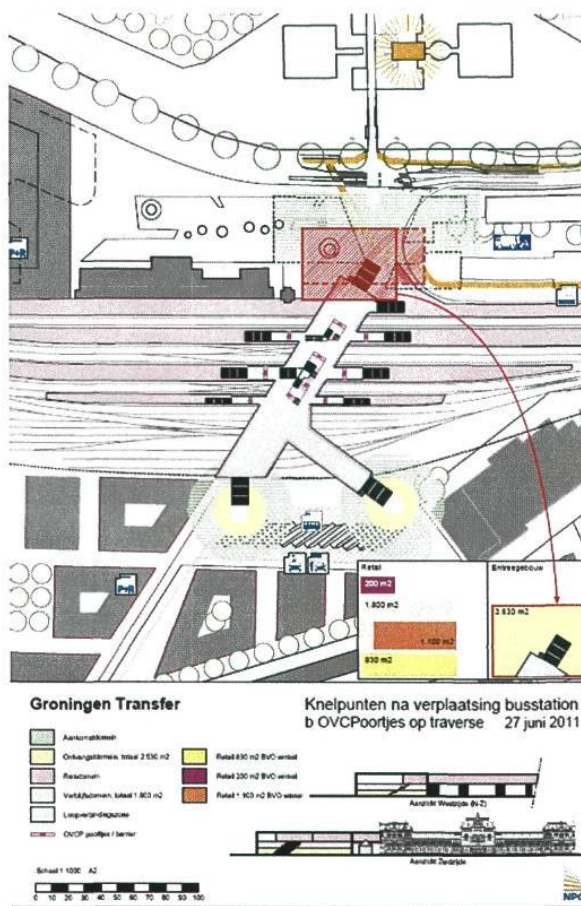 P+R
P+R
Retail
200 m2
1.800 m2
1.100 m2
830 m2
Entreegebouw
2.530 m2
Groningen Transfer
Knelpunten na verplaatsing busstation
b OVCPoortjes op traverse 27 juni 2011
Aankomstdomein
Ontvangstdomein, totaal 2.530 m2
Reisdomein
Verblijfsdomein, totaal 1.800 m2
Loopverbindingszone
OVCP poortjes / barrier
Retail 830 m2 BVO winkel
Retail 200 m2 BVO winkel
Retail 1.100 m2 BVO winkel
Aanzicht Westzijde (N-Z)
Aanzicht Zuidzijde
Schaal 1:1000 A2
0 10 20 30 40 50 60 70 80 90 100